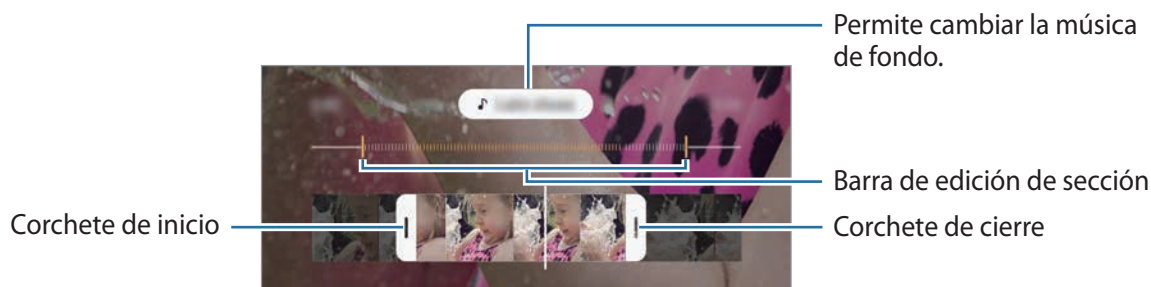 Permite cambiar la música
de fondo.
Barra de edición de sección
Corchete de inicio
Corchete de cierre